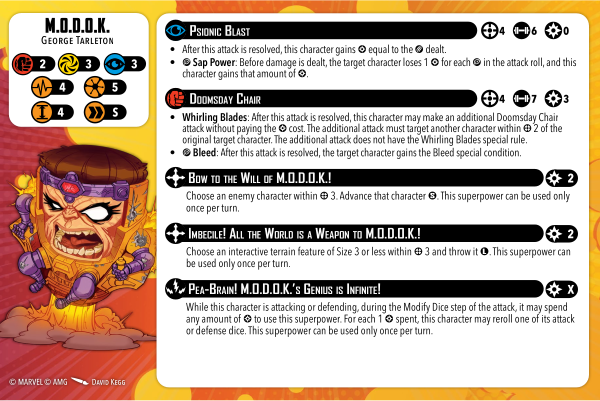 M.O.D.O.K.
George Tarleton
2 3 3
4 5
4 S
Psionic Blast 4 6 0
• After this attack is resolved, this character gains equal to the dealt.
• Sap Power: Before damage is dealt, the target character loses 1 for each in the attack roll, and this
character gains that amount of .
Doomsday Chair 4 7 3
• Whirling Blades: After this attack is resolved, this character may make an additional Doomsday Chair
attack without paying the cost. The additional attack must target another character within 2 of the
original target character. The additional attack does not have the Whirling Blades special rule.
• Bleed: After this attack is resolved, the target character gains the Bleed special condition.
Bow to the Will of M.O.D.O.K.! 2
Choose an enemy character within 3. Advance that character S. This superpower can be used only
once per turn.
Imbecile! All the World is a Weapon to M.O.D.O.K.! 2
Choose an interactive terrain feature of Size 3 or less within 3 and throw it L. This superpower can
be used only once per turn.
Pea-Brain! M.O.D.O.K.'s Genius is Infinite! X
While this character is attacking or defending, during the Modify Dice step of the attack, it may spend
any amount of to use this superpower. For each 1 spent, this character may reroll one of its attack
or defense dice. This superpower can be used only once per turn.
© MARVEL © AMG David Kegg